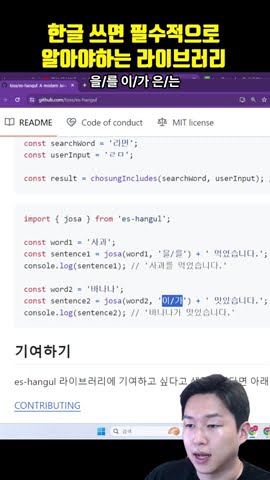 한글 쓰면 필수적으로
알아야하는 라이브러리
을/를 이/가 은/는
toss/es-hangul: A modern Ja
github.com/toss/es-hangul
README Code of conduct MIT license
const searchWord = '라면';
const userInput = 'ㄹㅁ';
const result = chosungIncludes(searchWord, userInput); /
import { josa } from 'es-hangul';
const word1 = '사과';
const sentence1 = josa(word1, '을/를') + ' 먹었습니다.';
console.log(sentence1); // '사과를 먹었습니다.'
const word2 = '바나나';
const sentence2 = josa(word2, '이/가') + ' 맛있습니다.';
console.log(sentence2); // '바나나가 맛있습니다.'
기여하기
es-hangul 라이브러리에 기여하고 싶다고 다면 아래
CONTRIBUTING
검색